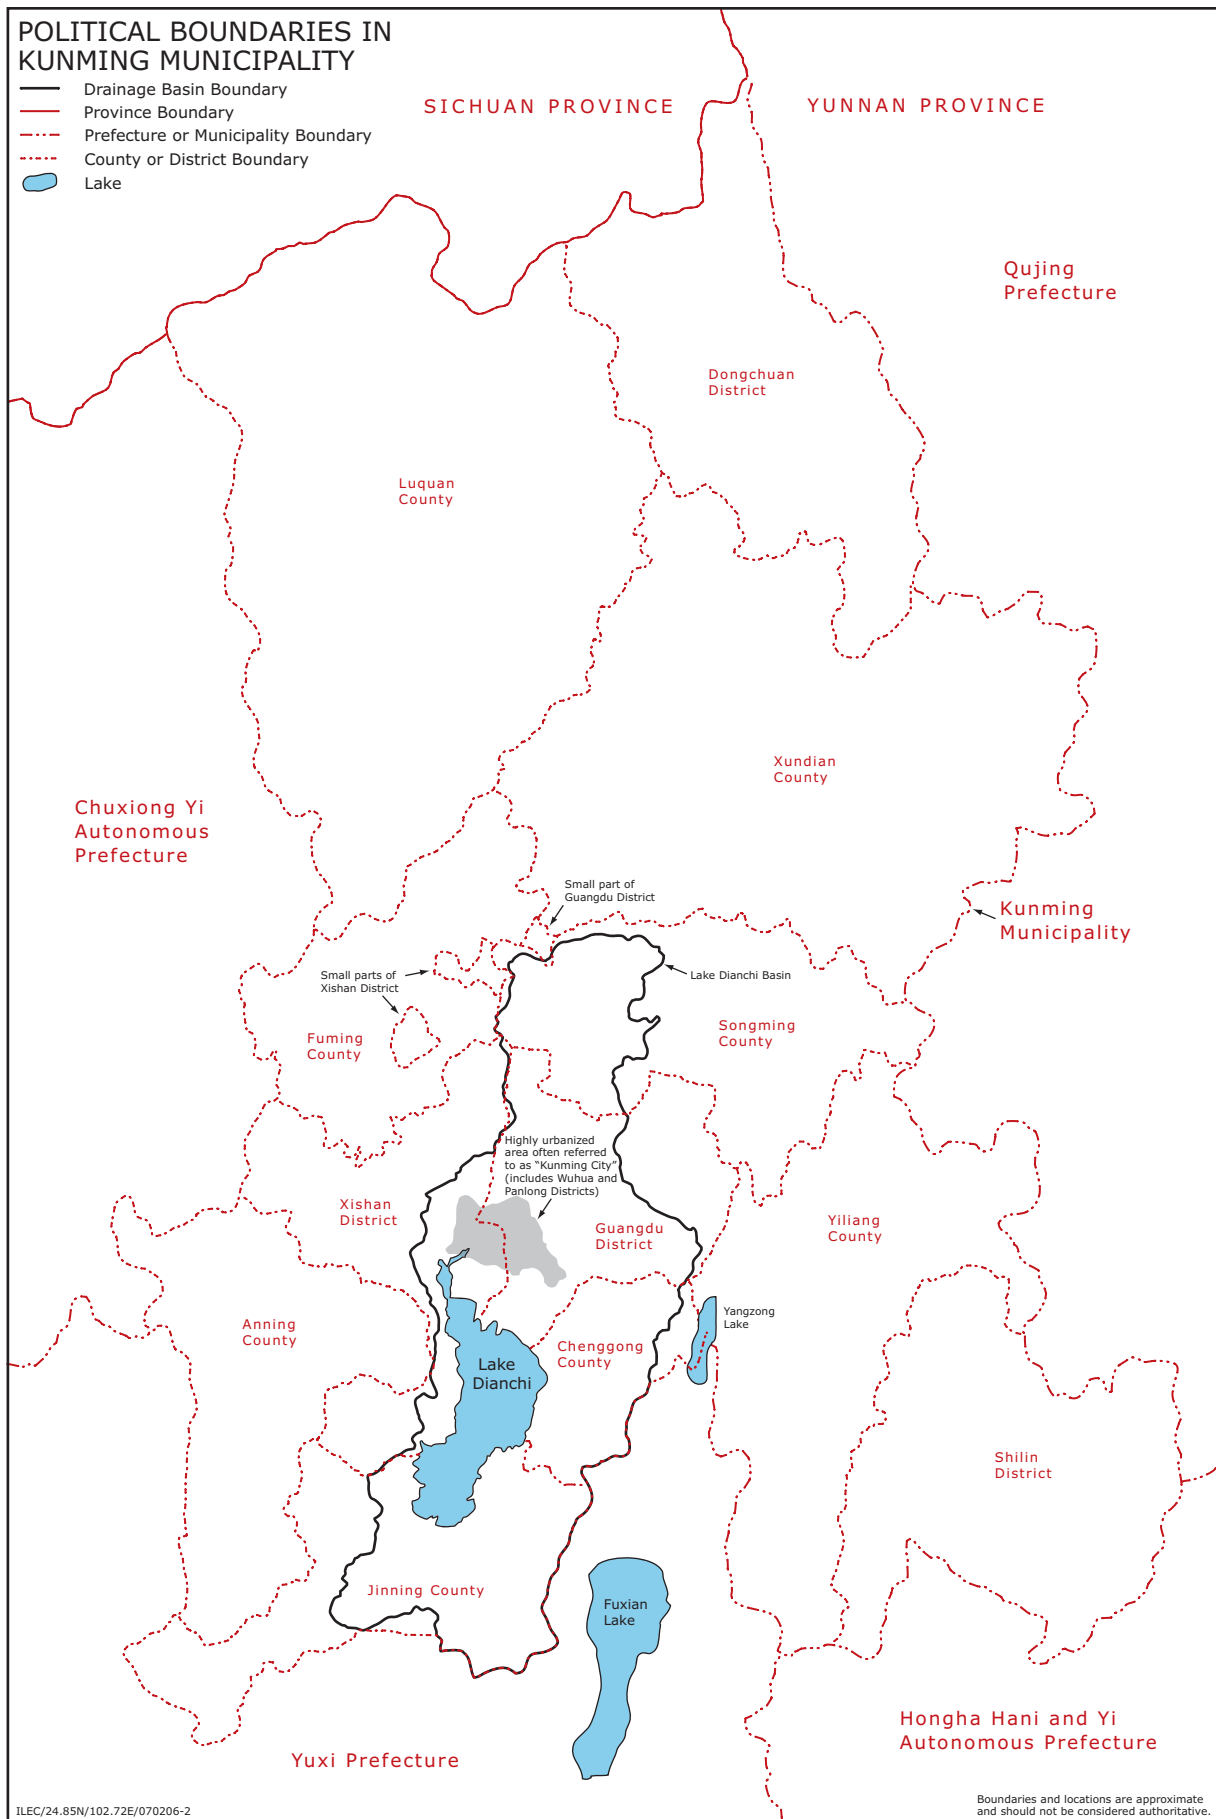 POLITICAL BOUNDARIES IN
KUNMING MUNICIPALITY
Drainage Basin Boundary
Province Boundary
Prefecture or Municipality Boundary
County or District Boundary
Lake
SICHUAN PROVINCE
YUNNAN PROVINCE
Qujing
Prefecture
Dongchuan
District
Luquan
County
Xundian
County
Chuxiong Yi
Autonomous
Prefecture
Small part of
Guangdu District
Kunming
Municipality
Small parts of
Xishan District
Lake Dianchi Basin
Fuming
County
Songming
County
Highly urbanized
area often referred
to as “Kunming City”
(includes Wuhua and
Panlong Districts)
Xishan
District
Guangdu
District
Yiliang
County
Anning
County
Yangzong
Lake
Chenggong
County
Lake
Dianchi
Shilin
District
Jinning County
Fuxian
Lake
Hongha Hani and Yi
Autonomous Prefecture
Yuxi Prefecture
ILEC/24.85N/102.72E/070206-2
Boundaries and locations are approximate
and should not be considered authoritative.